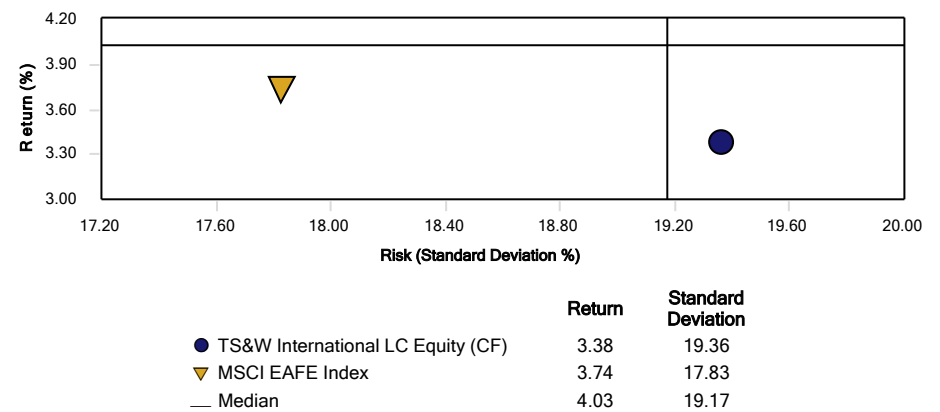 4.20
3.90
3.60
3.30
3.00
Return (%)
17.20 17.60 18.00 18.40 18.80 19.20 19.60 20.00
Risk (Standard Deviation %)
Return Standard Deviation
TS&W International LC Equity (CF) 3.38 19.36
MSCI EAFE Index 3.74 17.83
Median 4.03 19.17